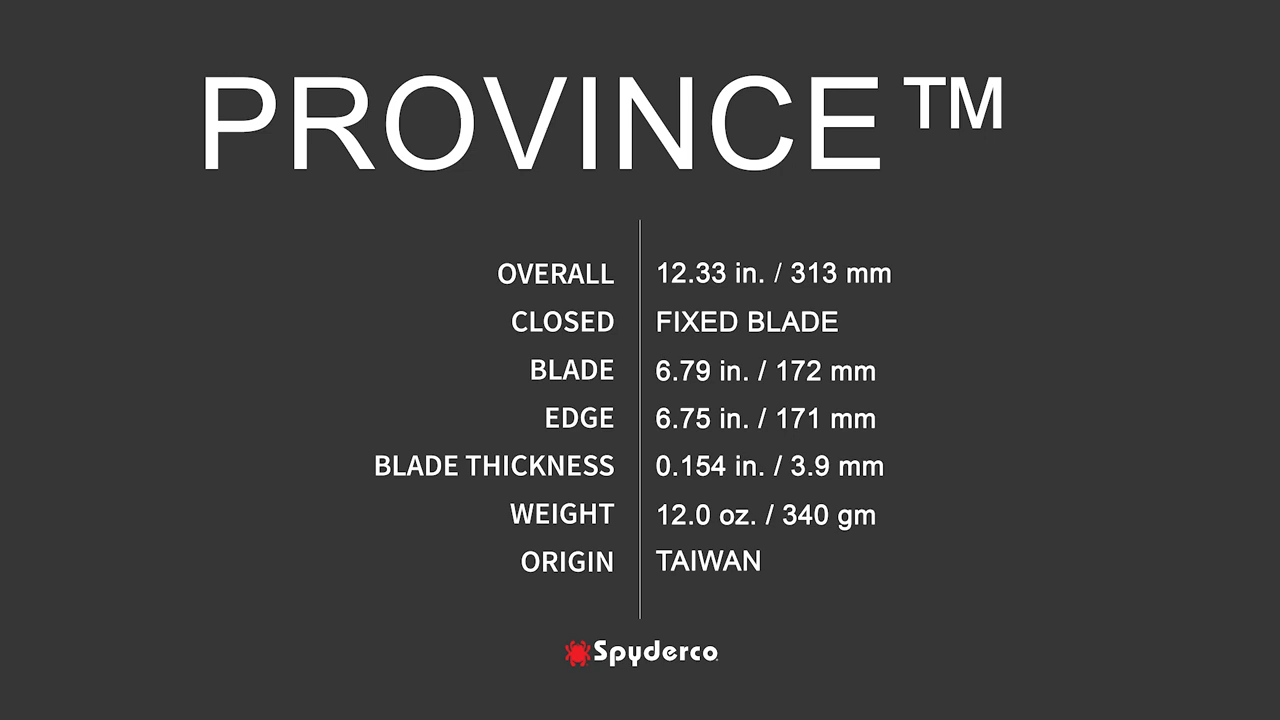 PROVINCE™
OVERALL 12.33 in. / 313 mm
CLOSED FIXED BLADE
BLADE 6.79 in. / 172 mm
EDGE 6.75 in. / 171 mm
BLADE THICKNESS 0.154 in. / 3.9 mm
WEIGHT 12.0 oz. / 340 gm
ORIGIN TAIWAN
Spyderco